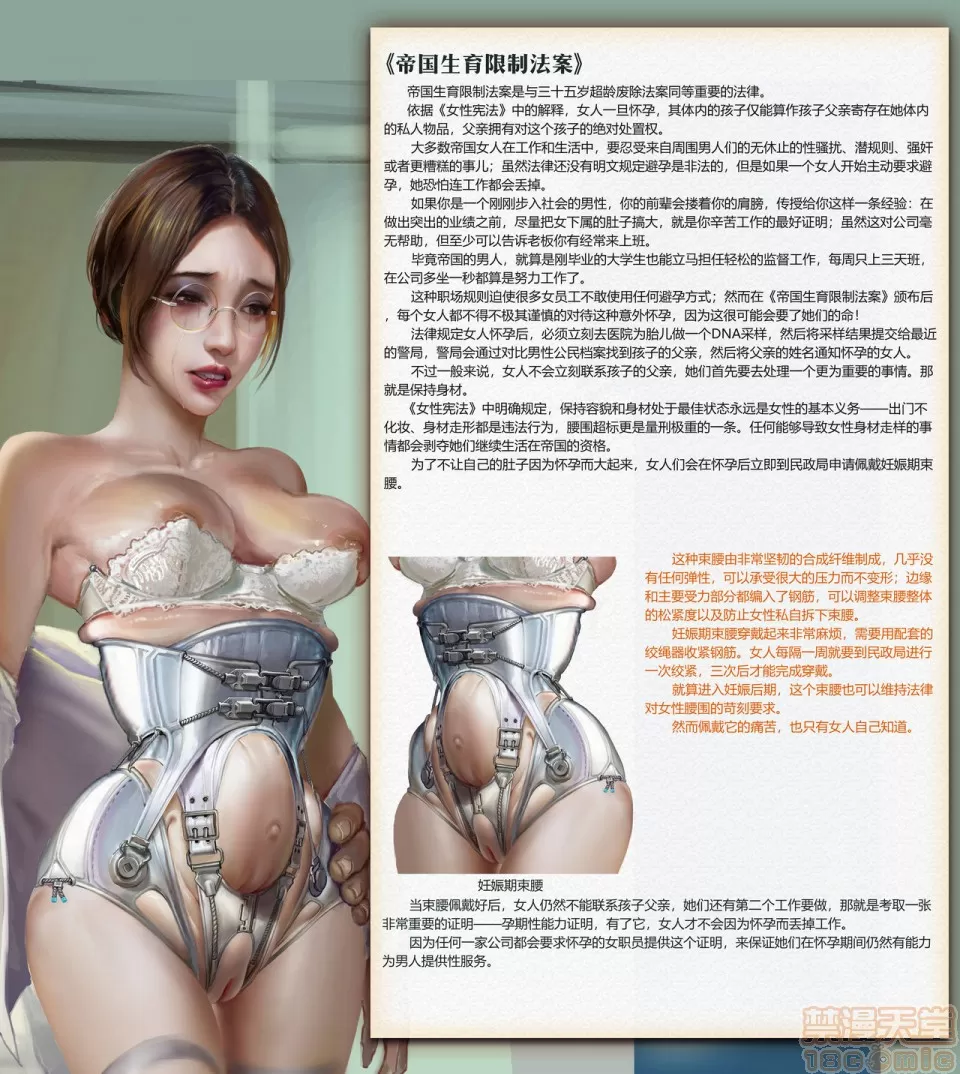 《帝国生育限制法案》
帝国生育限制法案是与三十五岁超龄废除法案同等重要的法律。
依据《女性宪法》中的解释，女人一旦怀孕，其体内的孩子仅能算作孩子父亲寄存在她体内
的私人物品，父亲拥有对这个孩子的绝对处置权。
大多数帝国女人在工作和生活中，要忍受来自周围男人们的无休止的性骚扰、潜规则、强奸
或者更糟糕的事儿；虽然法律还没有明文规定避孕是非法的，但是如果一个女人开始主动要求避
孕，她恐怕连工作都会丢掉。
如果你是一个刚刚步入社会的男性，你的前辈会搂着你的肩膀，传授给你这样一条经验：在
做出突出的业绩之前，尽量把女下属的肚子搞大，就是你辛苦工作的最好证明；虽然这对公司毫
无帮助，但至少可以告诉老板你有经常来上班。
毕竟帝国的男人，就算是刚毕业的大学生也能立马担任轻松的监督工作，每周只上三天班，
在公司多坐一秒都算是努力工作了。
这种职场规则迫使很多女员工不敢使用任何避孕方式；然而在《帝国生育限制法案》颁布后
，每个女人都不得不极其谨慎的对待这种意外怀孕，因为这很可能会要了她们的命！
法律规定女人怀孕后，必须立刻去医院为胎儿做一个DNA采样，然后将采样结果提交给最近
的警局，警局会通过对比男性公民档案找到孩子的父亲，然后将父亲的姓名通知怀孕的女人。
不过一般来说，女人不会立刻联系孩子的父亲，她们首先要去处理一个更为重要的事情。那
就是保持身材。
《女性宪法》中明确规定，保持容貌和身材处于最佳状态永远是女性的基本义务——出门不
化妆、身材走形都是违法行为，腰围超标更是量刑极重的一条。任何能够导致女性身材走样的事
情都会剥夺她们继续生活在帝国的资格。
为了不让自己的肚子因为怀孕而大起来，女人们会在怀孕后立即到民政局申请佩戴妊娠期束
腰。
这种束腰由非常坚韧的合成纤维制成，几乎没
有任何弹性，可以承受很大的压力而不变形；边缘
和主要受力部分都编入了钢筋，可以调整束腰整体
的松紧度以及防止女性私自拆下束腰。
妊娠期束腰穿戴起来非常麻烦，需要用配套的
绞绳器收紧钢筋。女人每隔一周就要到民政局进行
一次绞紧，三次后才能完成穿戴。
就算进入妊娠后期，这个束腰也可以维持法律
对女性腰围的苛刻要求。
然而佩戴它的痛苦，也只有女人自己知道。
妊娠期束腰
当束腰佩戴好后，女人仍然不能联系孩子父亲，她们还有第二个工作要做，那就是考取一张
非常重要的证明——孕期性能力证明，有了它，女人才不会因为怀孕而丢掉工作。
因为任何一家公司都会要求怀孕的女职员提供这个证明，来保证她们在怀孕期间仍然有能力
为男人提供性服务。
禁漫天堂
18comic